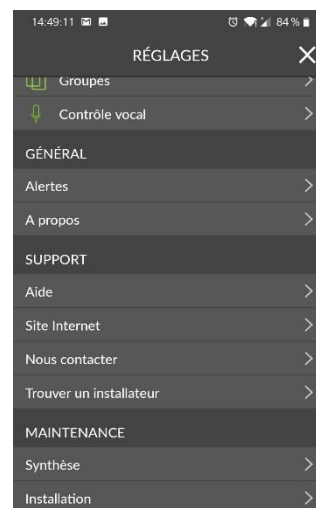 14:49:11 84 %
RÉGLAGES
Groupes
Contrôle vocal
GÉNÉRAL
Alertes
A propos
SUPPORT
Aide
Site Internet
Nous contacter
Trouver un installateur
MAINTENANCE
Synthèse
Installation